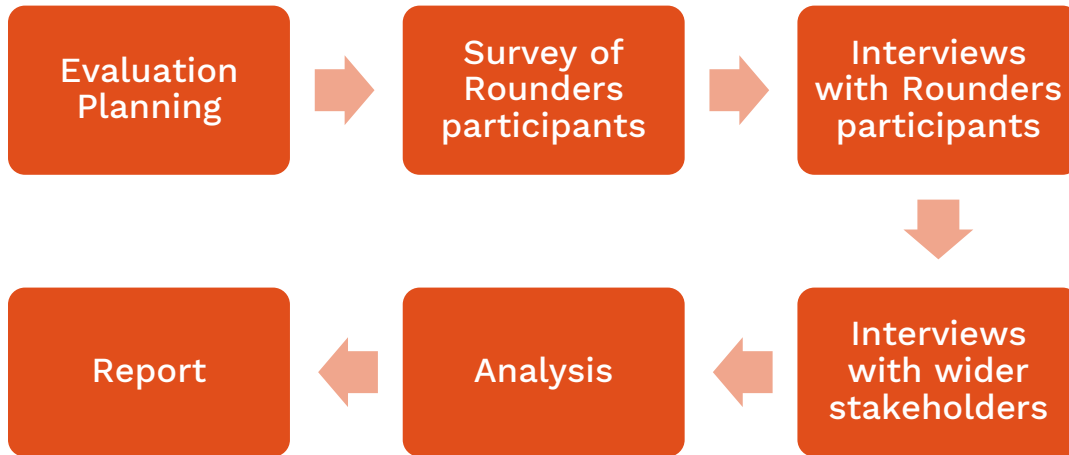 Evaluation
Planning
Survey of
Rounders
participants
Interviews
with Rounders
participants
Interviews
with wider
stakeholders
Analysis
Report